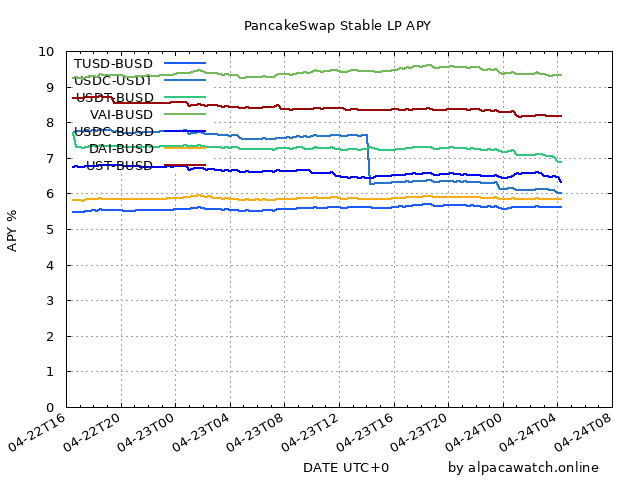 PancakeSwap Stable LP APY
APY %
10
9
8
7
6
5
4
3
2
1
0
TUSD-BUSD
USDC-USDT
USDT-BUSD
VAI-BUSD
USDC-BUSD
DAI-BUSD
UST-BUSD
04-22T16
04-22T20
04-23T00
04-23T04
04-23T08
04-23T12
04-23T16
04-23T20
04-24T00
04-24T04
04-24T08
DATE UTC+0
by alpacawatch.online